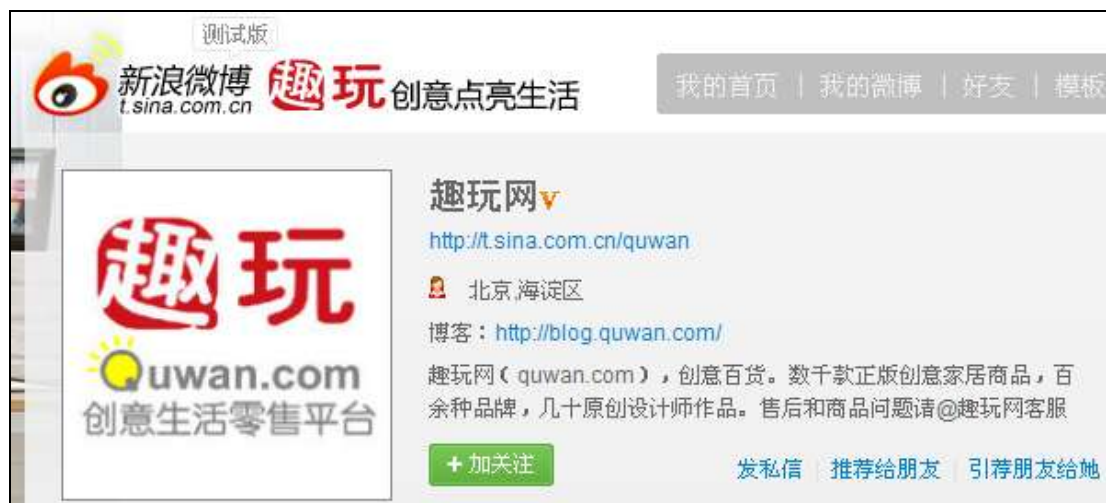 测试版
新浪微博
t.sina.com.cn
趣玩 创意点亮生活
我的首页 | 我的微博 | 好友 | 模板
趣玩
Quwan.com
创意生活零售平台
趣玩网V
http://t.sina.com.cn/quwan
北京,海淀区
博客：http://blog.quwan.com/
趣玩网（quwan.com），创意百货。数千款正版创意家居商品，百
余种品牌，几十原创设计师作品。售后和商品问题请@趣玩网客服
+加关注
发私信 | 推荐给朋友 | 引荐朋友给她